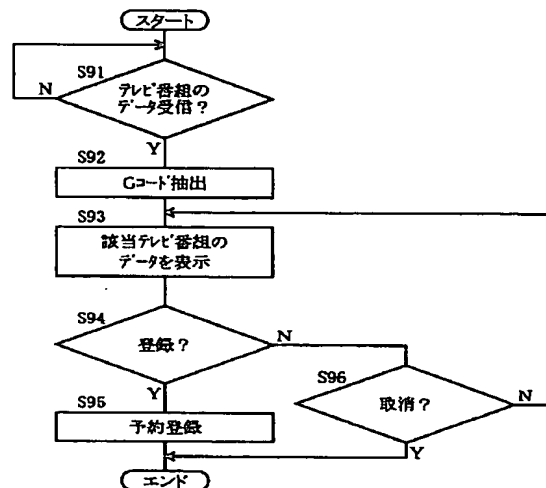 スタート
S91
テレビ番組の
データ受信?
N
Y
S92
Gコード抽出
S93
該当テレビ番組の
データを表示
S94
登録?
N
Y
S96
取消?
N
Y
S95
予約登録
エンド